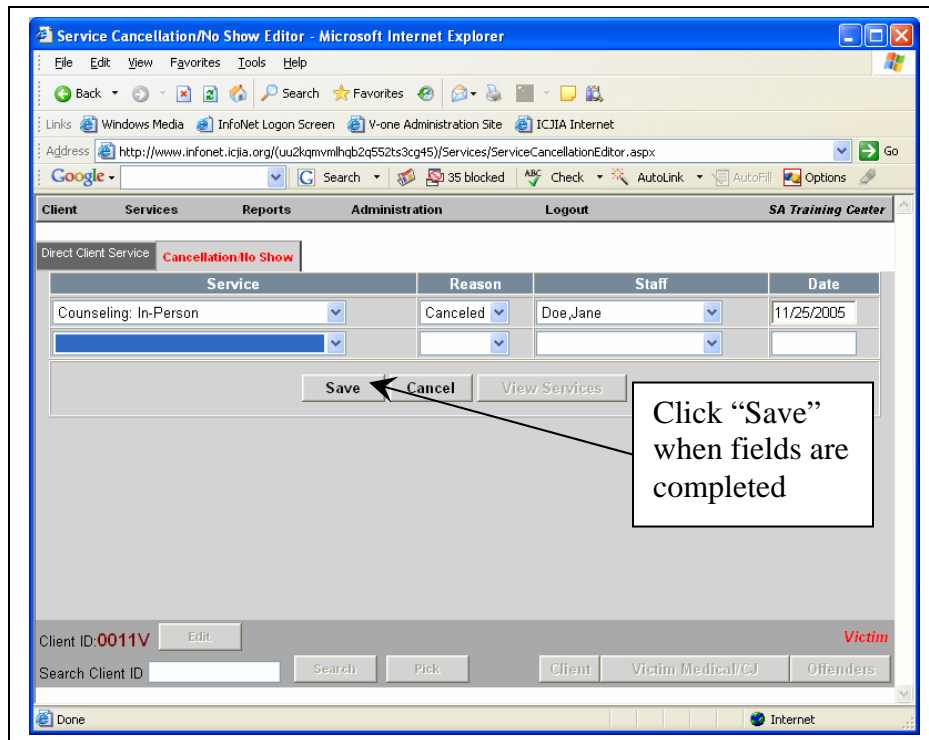 Service Cancellation/No Show Editor - Microsoft Internet Explorer
File Edit View Favorites Tools Help
Back Search Favorites
Links Windows Media InfoNet Logon Screen V-one Administration Site ICJIA Internet
Address http://www.infonet.icjia.org/(uu2kqmvmlhqb2q552ts3cg45)/Services/ServiceCancellationEditor.aspx Go
Google G Search 35 blocked ABC Check AutoLink AutoFill Options
Client Services Reports Administration Logout SA Training Center
Direct Client Service Cancellation/No Show
Service Reason Staff Date
Counseling: In-Person Canceled Doe,Jane 11/25/2005
Save Cancel View Services
Click “Save”
when fields are
completed
Client ID:0011V Edit Victim
Search Client ID Search Pick Client Victim Medical/CJ Offenders
Done Internet